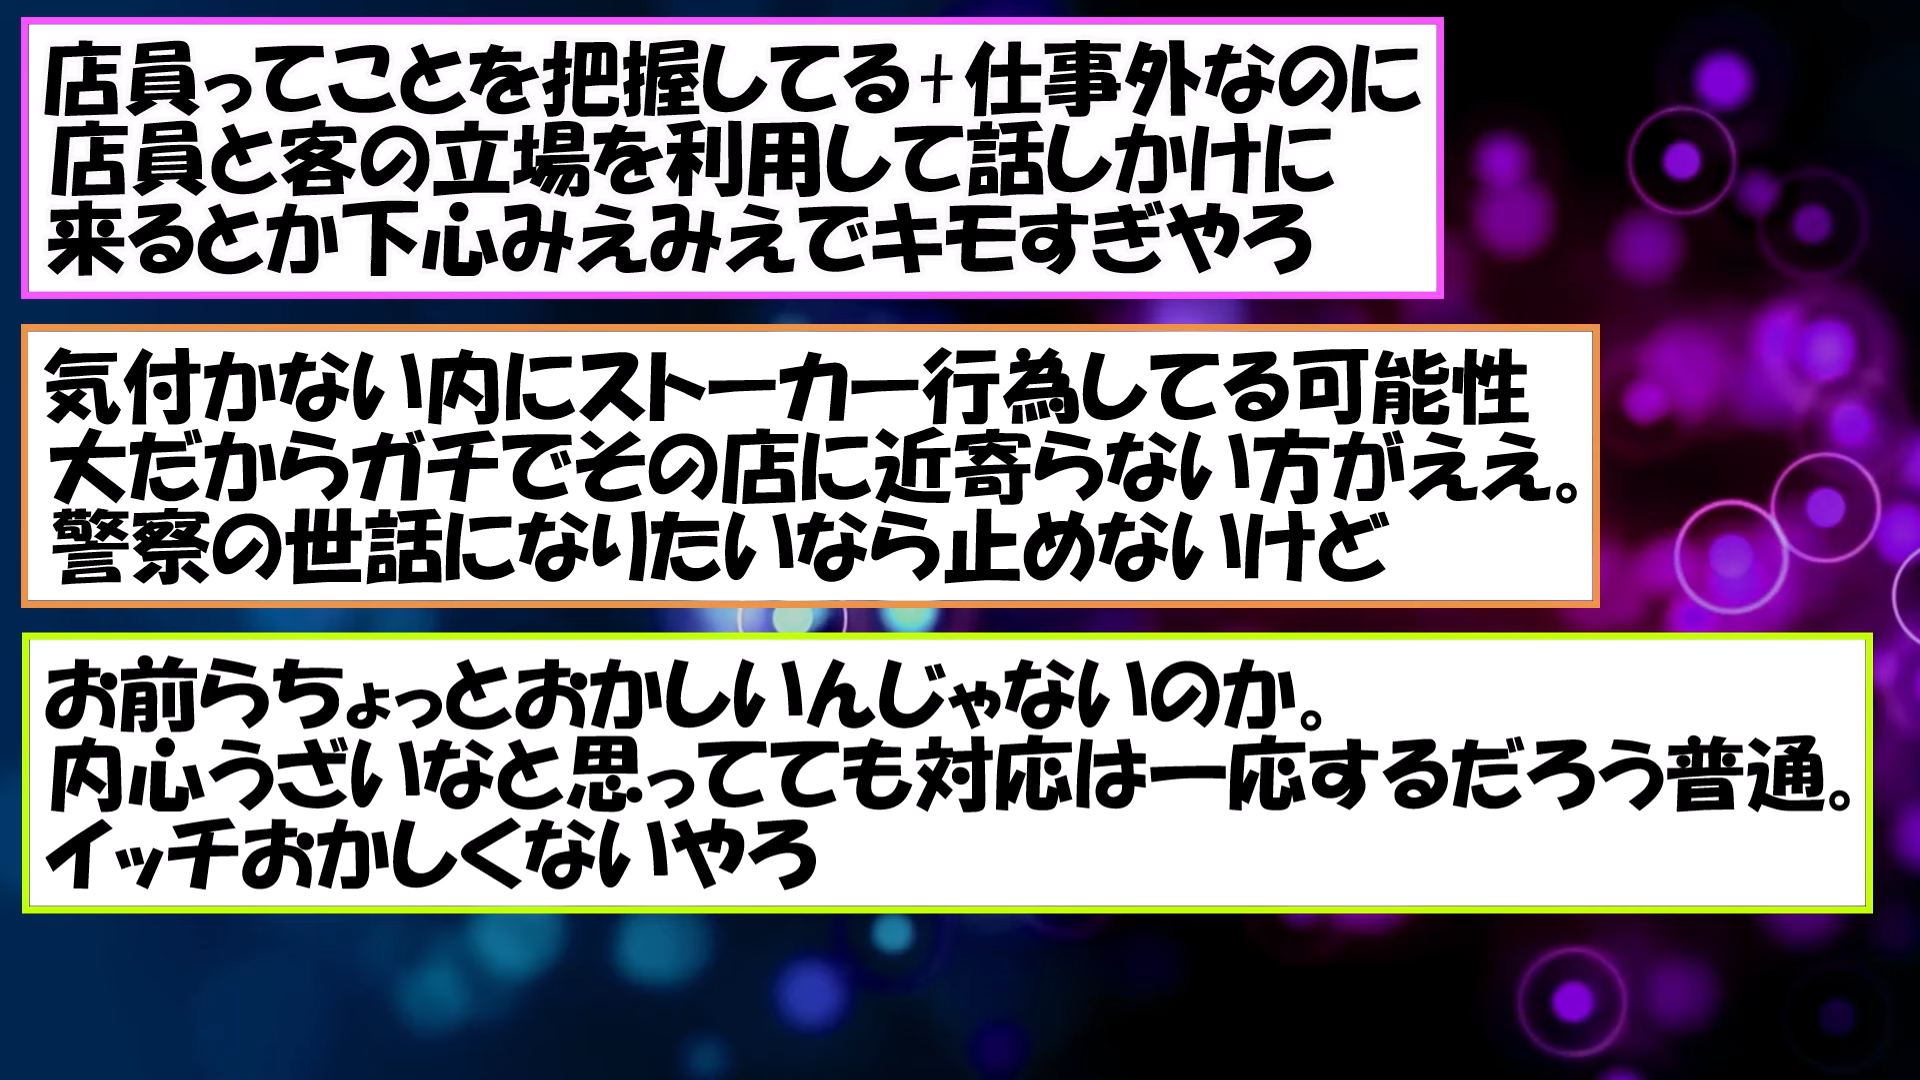 店員ってことを把握してる+仕事外なのに
店員と客の立場を利用して話しかけに
来るとか下心みえみえでキモすぎやろ
気付かない内にストーカー行為してる可能性
大だからガチでその店に近寄らない方がええ。
警察の世話になりたいなら止めないけど
お前らちょっとおかしいんじゃないのか。
内心うざいなと思ってても対応は一応するだろう普通。
イッチおかしくないやろ